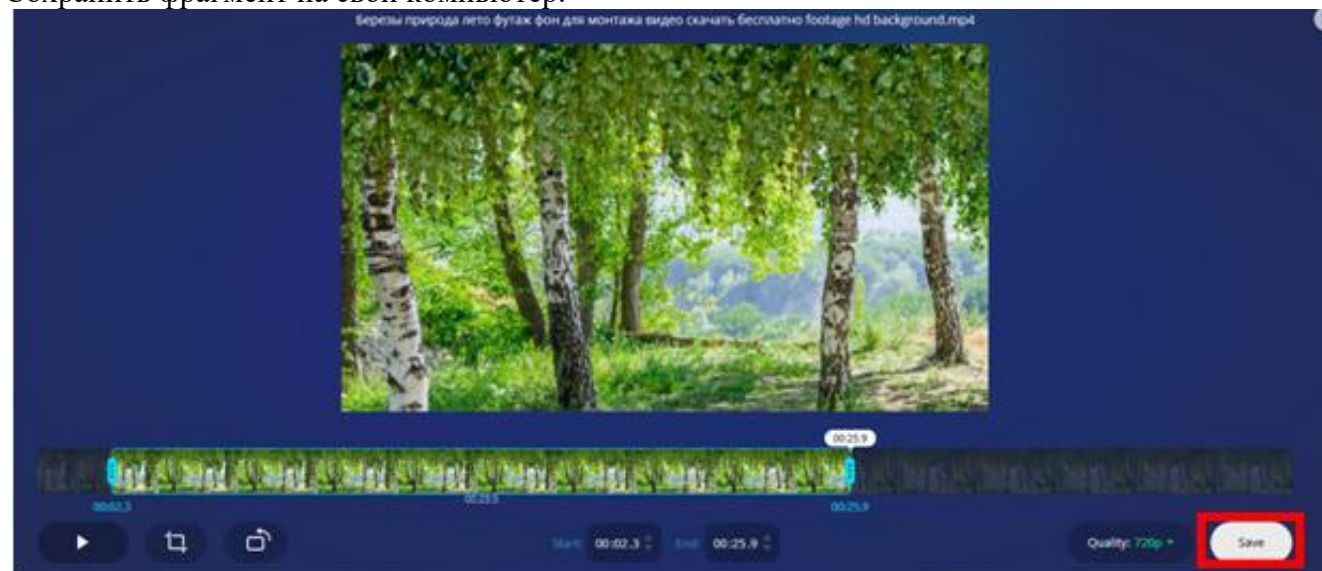 Сохранить фрагмент на свой компьютер.
Березы природа лето футаж фон для монтажа видео скачать бесплатно footage hd background.mp4
00:25.9
00:02.3
00:25.9
Start: 00:02.3 End: 00:25.9
Quality: 720p
Save